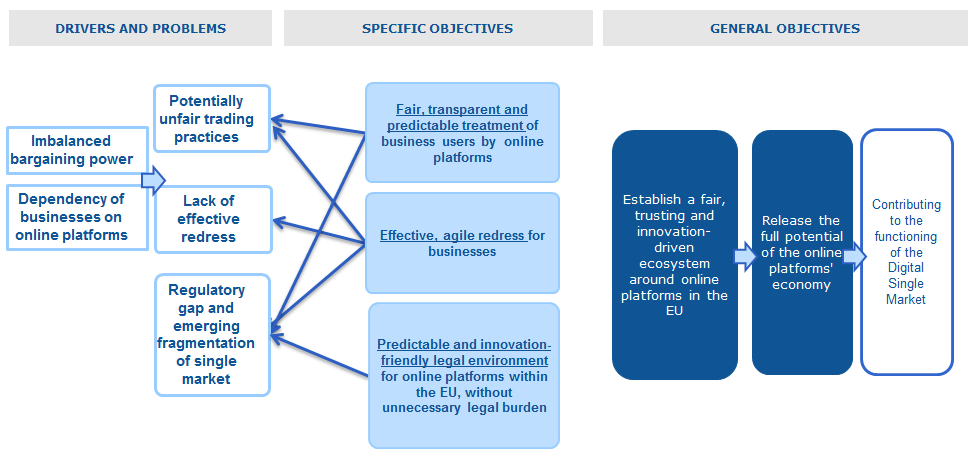 DRIVERS AND PROBLEMS
SPECIFIC OBJECTIVES
GENERAL OBJECTIVES
Imbalanced
bargaining power
Dependency of
businesses on
online platforms
Potentially
unfair trading
practices
Lack of
effective
redress
Regulatory
gap and
emerging
fragmentation
of single
market
Fair, transparent and
predictable treatment of
business users by online
platforms
Effective, agile redress for
businesses
Predictable and innovation-
friendly legal environment
for online platforms within
the EU, without
unnecessary legal burden
Establish a fair,
trusting and
innovation-
driven
ecosystem
around online
platforms in the
EU
Release the
full potential
of the online
platforms'
economy
Contributing
to the
functioning
of the
Digital
Single
Market